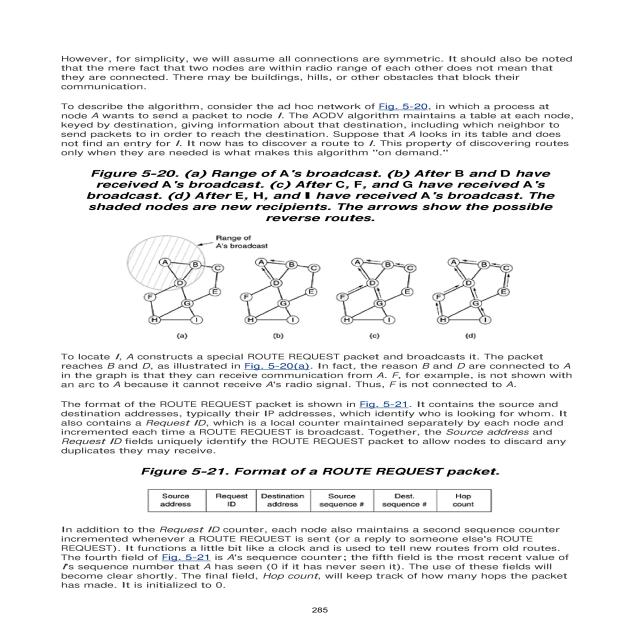 However, for simplicity, we will assume all connections are symmetric. It should also be noted
that the mere fact that two nodes are within radio range of each other does not mean that
they are connected. There may be buildings, hills, or other obstacles that block their
communication.
To describe the algorithm, consider the ad hoc network of Fig. 5-20, in which a process at
node A wants to send a packet to node I. The AODV algorithm maintains a table at each node,
keyed by destination, giving information about that destination, including which neighbor to
send packets to in order to reach the destination. Suppose that A looks in its table and does
not find an entry for I. It now has to discover a route to I. This property of discovering routes
only when they are needed is what makes this algorithm "on demand."
Figure 5-20. (a) Range of A's broadcast. (b) After B and D have
received A's broadcast. (c) After C, F, and G have received A's
broadcast. (d) After E, H, and I have received A's broadcast. The
shaded nodes are new recipients. The arrows show the possible
reverse routes.
Range of
A's broadcast
A B C D E F G H I
A B C D E F G H I
A B C D E F G H I
A B C D E F G H I
(a) (b) (c) (d)
To locate I, A constructs a special ROUTE REQUEST packet and broadcasts it. The packet
reaches B and D, as illustrated in Fig. 5-20(a). In fact, the reason B and D are connected to A
in the graph is that they can receive communication from A. F, for example, is not shown with
an arc to A because it cannot receive A's radio signal. Thus, F is not connected to A.
The format of the ROUTE REQUEST packet is shown in Fig. 5-21. It contains the source and
destination addresses, typically their IP addresses, which identify who is looking for whom. It
also contains a Request ID, which is a local counter maintained separately by each node and
incremented each time a ROUTE REQUEST is broadcast. Together, the Source address and
Request ID fields uniquely identify the ROUTE REQUEST packet to allow nodes to discard any
duplicates they may receive.
Figure 5-21. Format of a ROUTE REQUEST packet.
Source Request Destination Source Dest. Hop
address ID address sequence # sequence # count
In addition to the Request ID counter, each node also maintains a second sequence counter
incremented whenever a ROUTE REQUEST is sent (or a reply to someone else's ROUTE
REQUEST). It functions a little bit like a clock and is used to tell new routes from old routes.
The fourth field of Fig. 5-21 is A's sequence counter; the fifth field is the most recent value of
I's sequence number that A has seen (0 if it has never seen it). The use of these fields will
become clear shortly. The final field, Hop count, will keep track of how many hops the packet
has made. It is initialized to 0.
285